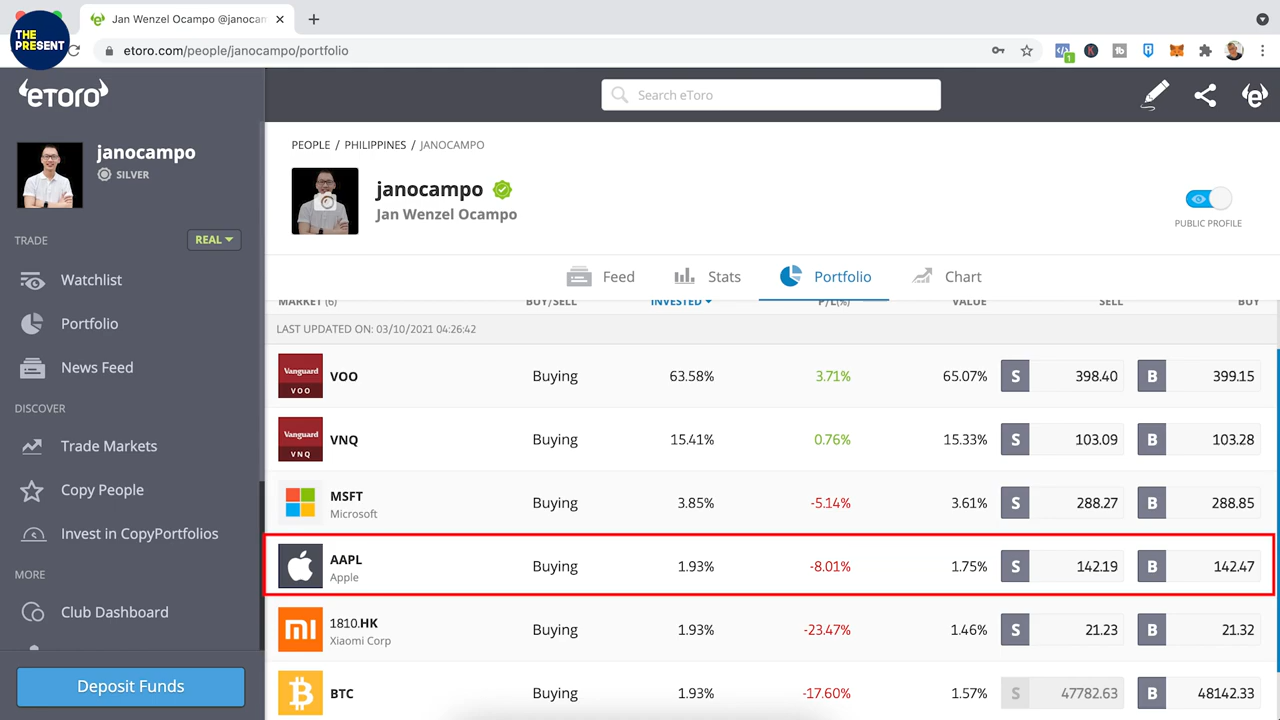 THE PRESENT
Jan Wenzel Ocampo @janocam
etoro.com/people/janocampo/portfolio
1
eToro
Search eToro
janocampo
SILVER
TRADE
REAL
Watchlist
Portfolio
News Feed
DISCOVER
Trade Markets
Copy People
Invest in CopyPortfolios
MORE
Club Dashboard
Deposit Funds
PEOPLE / PHILIPPINES / JANOCAMPO
janocampo
Jan Wenzel Ocampo
PUBLIC PROFILE
Feed Stats Portfolio Chart
MARKET (6) BUY/SELL INVESTED P/L(%) VALUE SELL BUY
LAST UPDATED ON: 03/10/2021 04:26:42
Vanguard VOO VOO Buying 63.58% 3.71% 65.07% S 398.40 B 399.15
Vanguard VNQ VNQ Buying 15.41% 0.76% 15.33% S 103.09 B 103.28
MSFT Microsoft Buying 3.85% -5.14% 3.61% S 288.27 B 288.85
AAPL Apple Buying 1.93% -8.01% 1.75% S 142.19 B 142.47
mi 1810.HK Xiaomi Corp Buying 1.93% -23.47% 1.46% S 21.23 B 21.32
BTC Buying 1.93% -17.60% 1.57% S 47782.63 B 48142.33